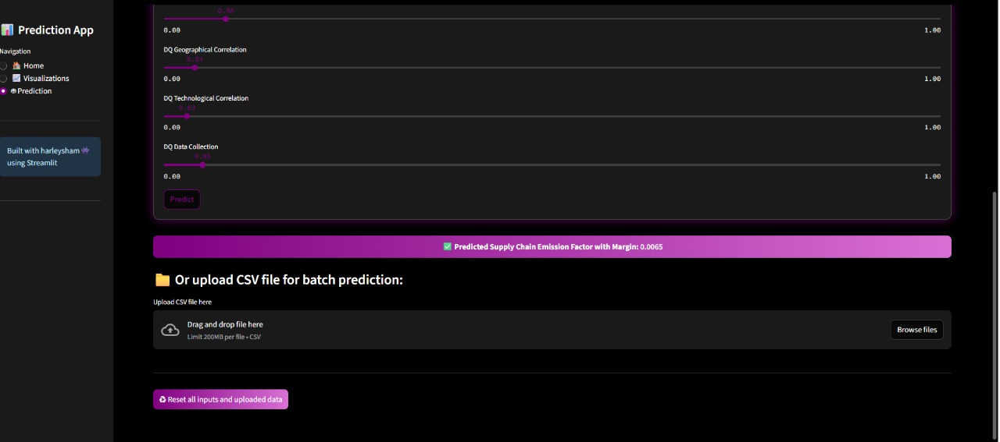 Prediction App
Navigation
Home
Visualizations
Prediction
Built with harleysham
using Streamlit
0.08
0.00 1.00
DQ Geographical Correlation
0.04
0.00 1.00
DQ Technological Correlation
0.03
0.00 1.00
DQ Data Collection
0.05
0.00 1.00
Predict
Predicted Supply Chain Emission Factor with Margin: 0.0065
Or upload CSV file for batch prediction:
Upload CSV file here
Drag and drop file here
Limit 200MB per file • CSV
Browse files
Reset all inputs and uploaded data